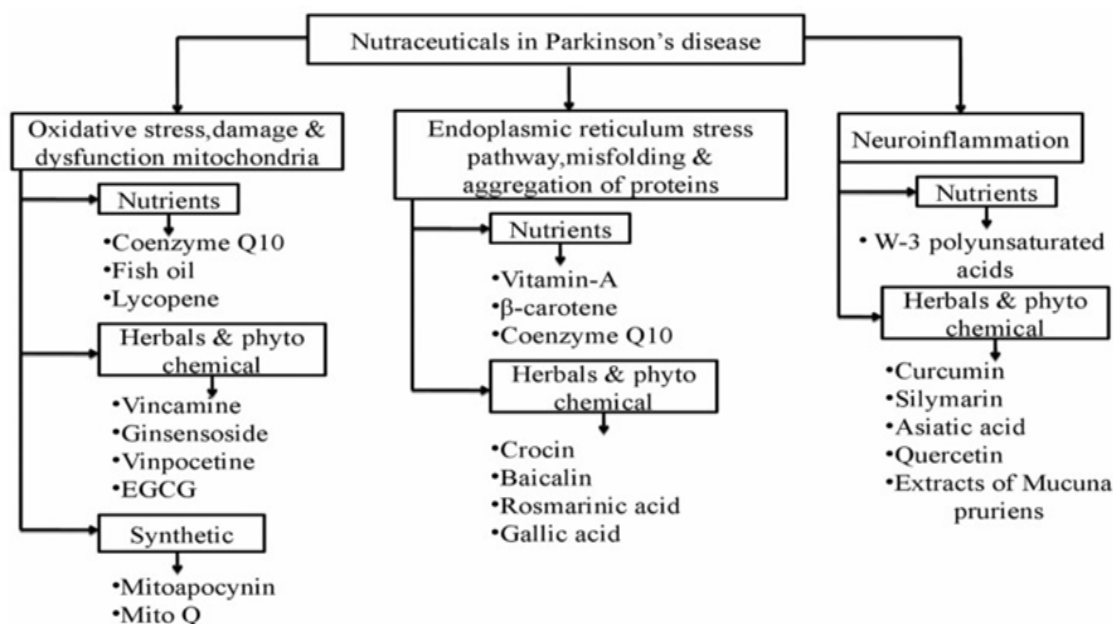 Nutraceuticals in Parkinson's disease
Oxidative stress,damage &
dysfunction mitochondria
Nutrients
•Coenzyme Q10
•Fish oil
•Lycopene
Herbals & phyto
chemical
•Vincamine
•Ginsensoside
•Vinpocetine
•EGCG
Synthetic
•Mitoapocynin
•Mito Q
Endoplasmic reticulum stress
pathway,misfolding &
aggregation of proteins
Nutrients
•Vitamin-A
•β-carotene
•Coenzyme Q10
Herbals & phyto
chemical
•Crocin
•Baicalin
•Rosmarinic acid
•Gallic acid
Neuroinflammation
Nutrients
• W-3 polyunsaturated
acids
Herbals & phyto
chemical
•Curcumin
•Silymarin
•Asiatic acid
•Quercetin
•Extracts of Mucuna
pruriens